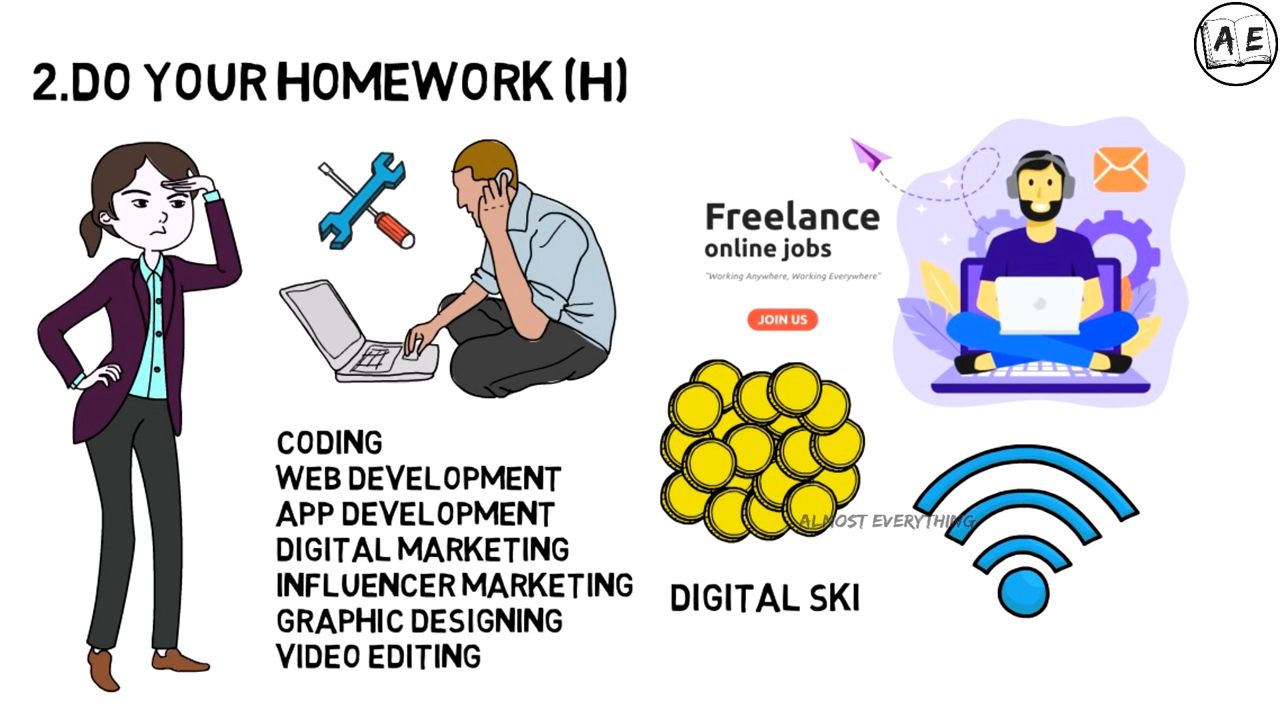 A E
2.DO YOUR HOMEWORK (H)
Freelance
online jobs
"Working Anywhere, Working Everywhere"
JOIN US
CODING
WEB DEVELOPMENT
APP DEVELOPMENT
DIGITAL MARKETING
INFLUENCER MARKETING
GRAPHIC DESIGNING
VIDEO EDITING
ALMOST EVERYTHING
DIGITAL SKI